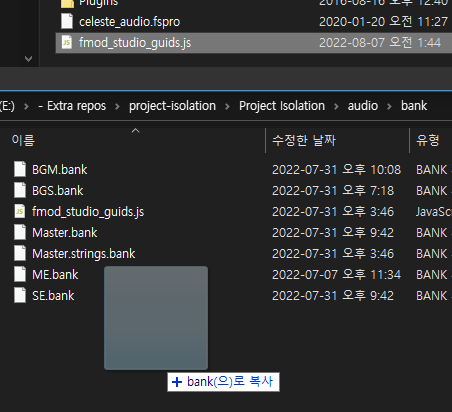 Plugins 2016-08-16 오후 12:40
celeste_audio.fspro 2020-01-20 오전 11:27
fmod_studio_guids.js 2022-08-07 오전 1:44
(E:) › - Extra repos › project-isolation › Project Isolation › audio › bank
이름 수정한 날짜 유형
BGM.bank 2022-07-31 오후 10:08 BANK
BGS.bank 2022-07-31 오후 7:18 BANK
fmod_studio_guids.js 2022-07-31 오후 3:46 JavaSc
Master.bank 2022-07-31 오후 9:42 BANK
Master.strings.bank 2022-07-31 오후 3:46 BANK
ME.bank 2022-07-07 오후 11:34 BANK
SE.bank 2022-07-31 오후 9:42 BANK
bank(으)로 복사